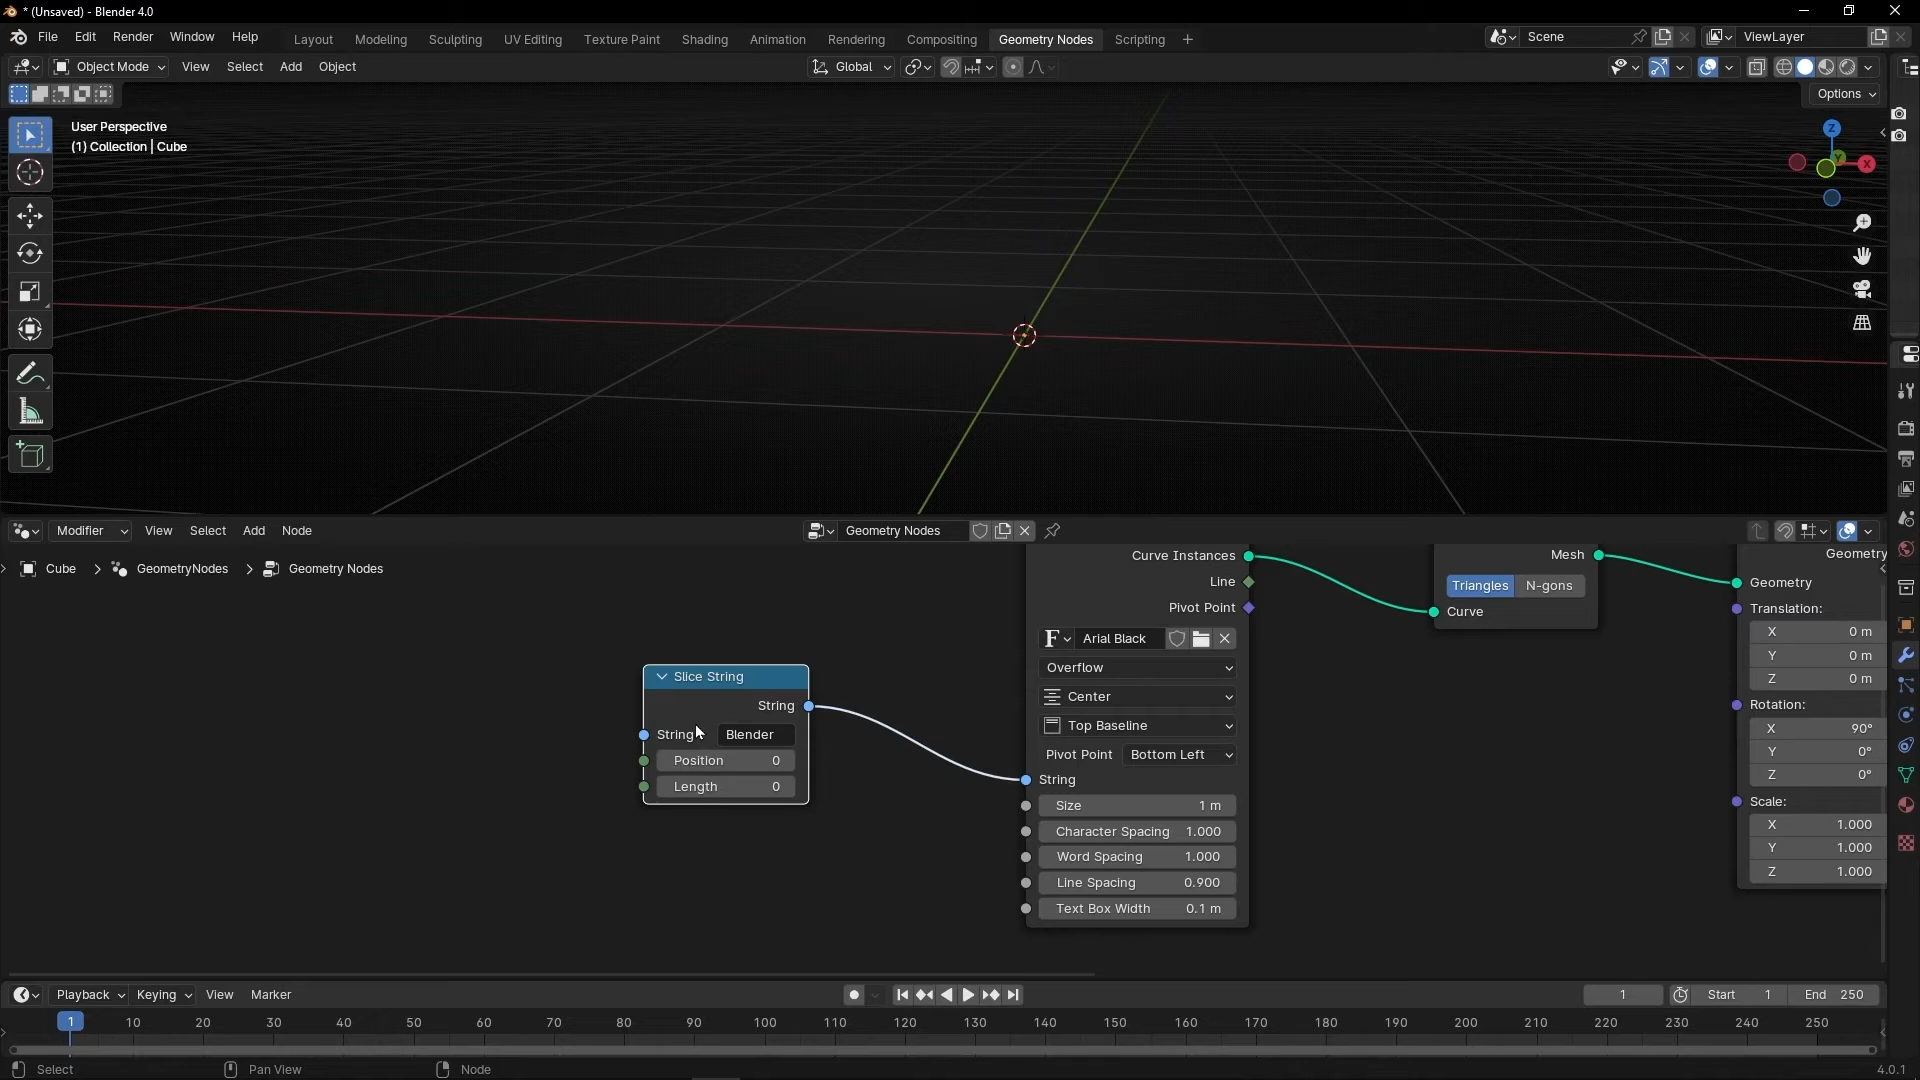 * (Unsaved) - Blender 4.0
File Edit Render Window Help Layout Modeling Sculpting UV Editing Texture Paint Shading Animation Rendering Compositing Geometry Nodes Scripting + Scene ViewLayer
Object Mode View Select Add Object Global
Options
User Perspective
(1) Collection | Cube
Z
Y
X
Modifier View Select Add Node Geometry Nodes
Cube > GeometryNodes > Geometry Nodes
Slice String
String
String Blender
Position 0
Length 0
Curve Instances
Line
Pivot Point
F Arial Black
Overflow
Center
Top Baseline
Pivot Point Bottom Left
String
Size 1 m
Character Spacing 1.000
Word Spacing 1.000
Line Spacing 0.900
Text Box Width 0.1 m
Mesh
Triangles N-gons
Curve
Geometry
Geometry
Translation:
X 0 m
Y 0 m
Z 0 m
Rotation:
X 90°
Y 0°
Z 0°
Scale:
X 1.000
Y 1.000
Z 1.000
Playback Keying View Marker 1 Start 1 End 250
1 10 20 30 40 50 60 70 80 90 100 110 120 130 140 150 160 170 180 190 200 210 220 230 240 250
Select Pan View Node 4.0.1